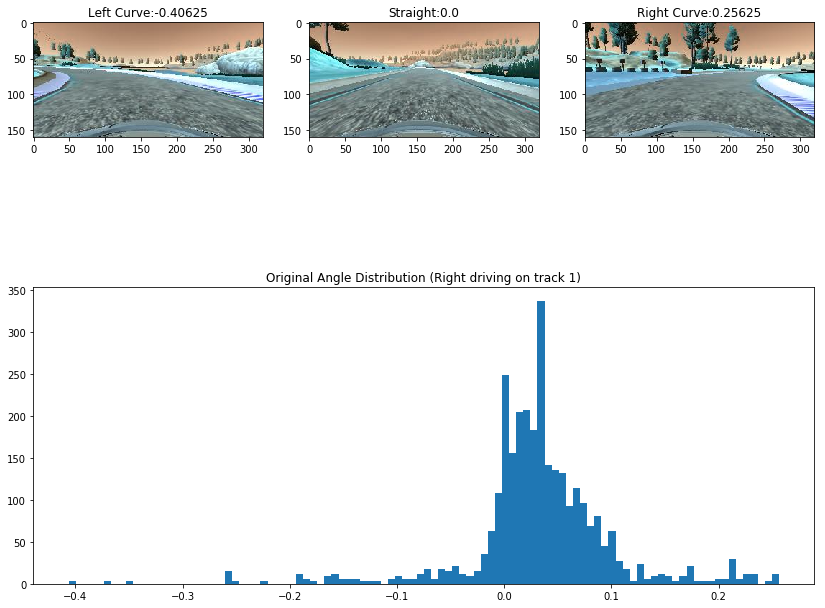 Left Curve:-0.40625 Straight:0.0 Right Curve:0.25625
0 0 0
50 50 50
100 100 100
150 150 150
0 50 100 150 200 250 300 0 50 100 150 200 250 300 0 50 100 150 200 250 300
Original Angle Distribution (Right driving on track 1)
350
300
250
200
150
100
50
0
−0.4 −0.3 −0.2 −0.1 0.0 0.1 0.2